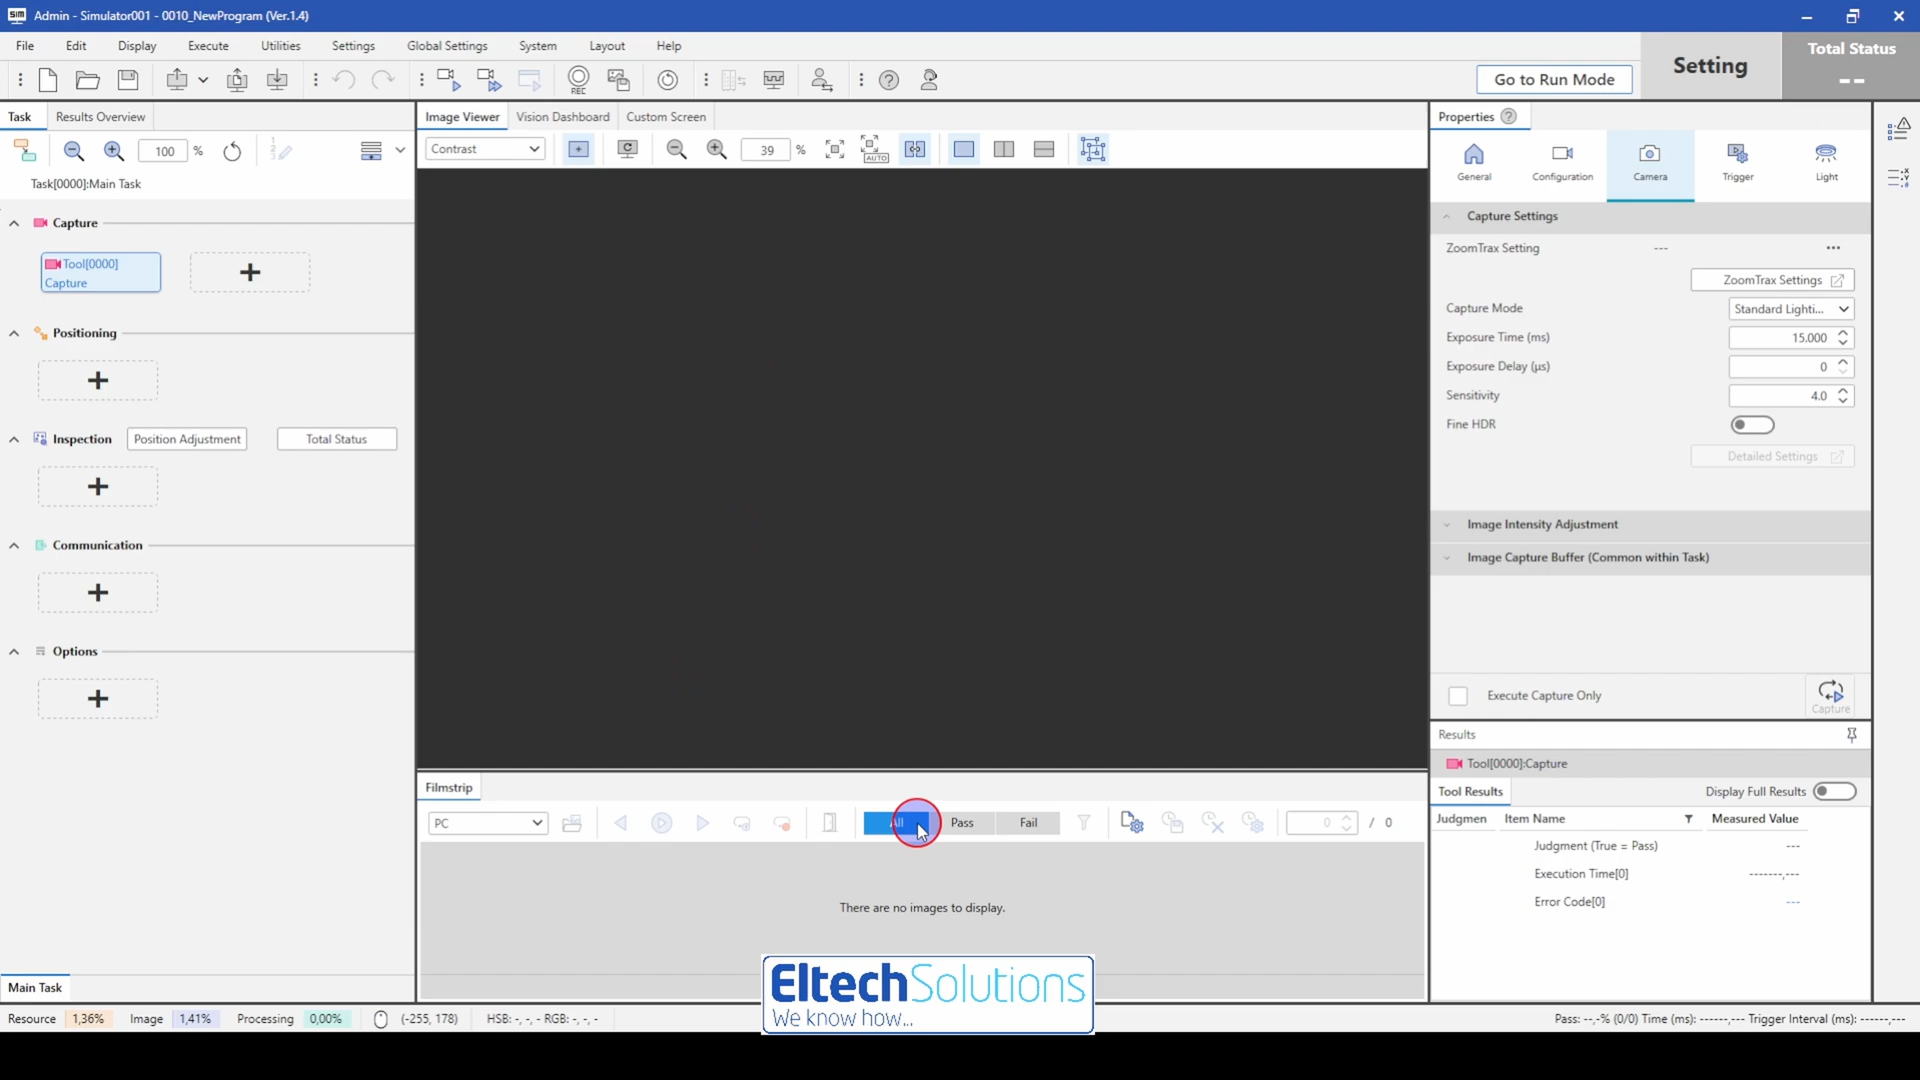 Admin - Simulator001 - 0010_NewProgram (Ver.1.4)
File Edit Display Execute Utilities Settings Global Settings System Layout Help
Setting
Total Status
--
REC
Go to Run Mode
Task Results Overview
Image Viewer Vision Dashboard Custom Screen
Properties
100 %
Contrast
39 %
AUTO
General Configuration Camera Trigger Light
Task[0000]:Main Task
Capture
Tool[0000]
Capture
Positioning
Inspection Position Adjustment Total Status
Communication
Options
Capture Settings
ZoomTrax Setting ---
ZoomTrax Settings
Capture Mode Standard Lighti...
Exposure Time (ms) 15.000
Exposure Delay (µs) 0
Sensitivity 4.0
Fine HDR
Detailed Settings
Image Intensity Adjustment
Image Capture Buffer (Common within Task)
Execute Capture Only
Capture
Results
Tool[0000]:Capture
Tool Results Display Full Results
Judgmen Item Name Measured Value
Judgment (True = Pass) ---
Execution Time[0] -------,---
Error Code[0] ---
Filmstrip
PC
All Pass Fail
0 / 0
There are no images to display.
EltechSolutions
We know how...
Main Task
Resource 1,36% Image 1,41% Processing 0,00% (-255, 178) HSB: -, -, - RGB: -, -, -
Pass: --,-% (0/0) Time (ms): ------,--- Trigger Interval (ms): ------,---